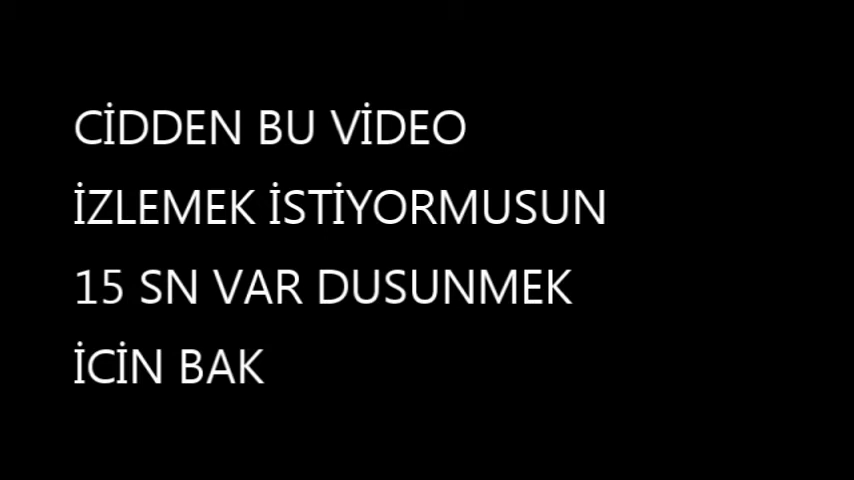 CİDDEN BU VİDEO
İZLEMEK İSTİYORMUSUN
15 SN VAR DUSUNMEK
İCİN BAK